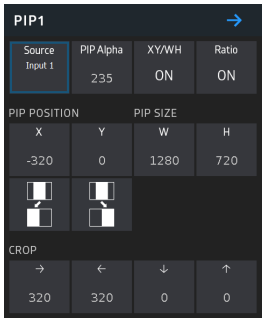 PIP1 →
Source PIP Alpha XY/WH Ratio
Input 1 235 ON ON
PIP POSITION PIP SIZE
X Y W H
-320 0 1280 720
CROP
→ ← ↓ ↑
320 320 0 0